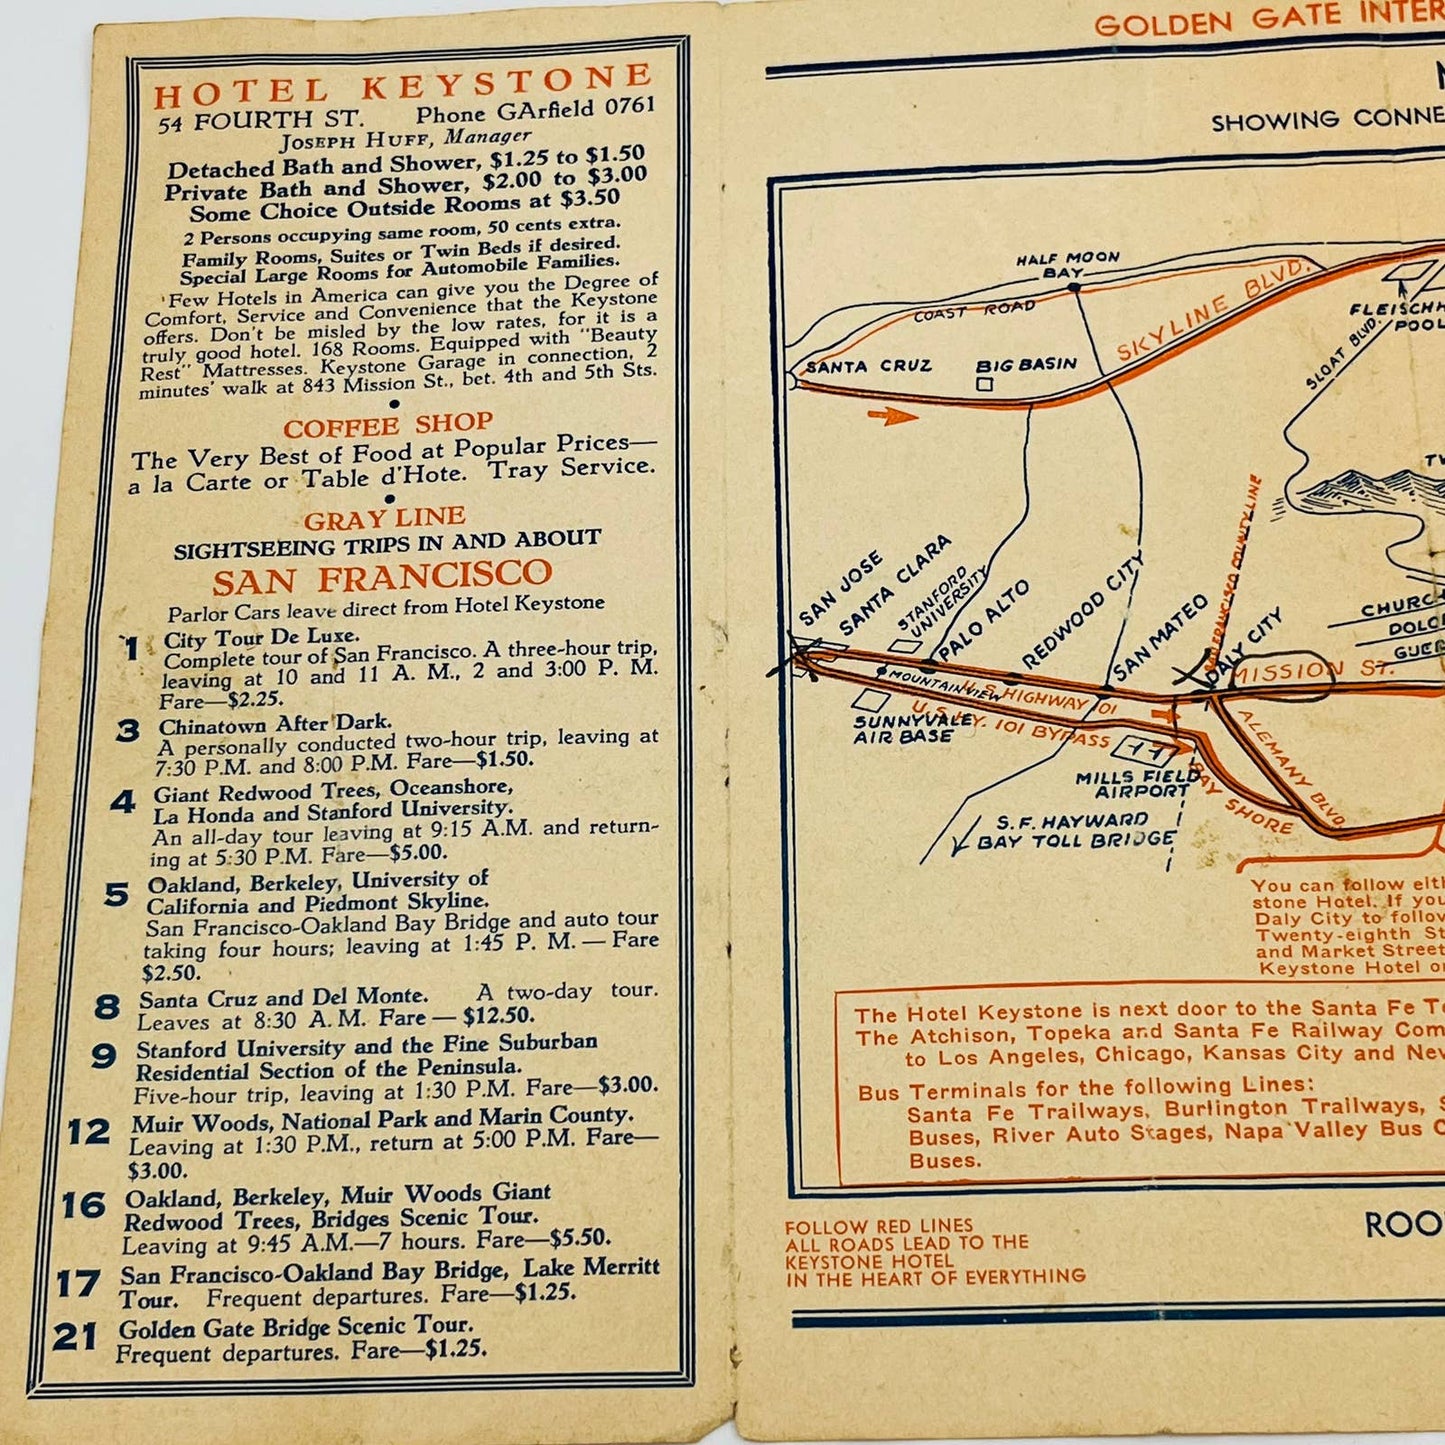 HOTEL KEYSTONE
54 FOURTH ST. Phone GArfield 0761
JOSEPH HUFF, Manager
Detached Bath and Shower, $1.25 to $1.50
Private Bath and Shower, $2.00 to $3.00
Some Choice Outside Rooms at $3.50
2 Persons occupying same room, 50 cents extra.
Family Rooms, Suites or Twin Beds if desired.
Special Large Rooms for Automobile Families.
Few Hotels in America can give you the Degree of
Comfort, Service and Convenience that the Keystone
offers. Don't be misled by the low rates, for it is a
truly good hotel. 168 Rooms. Equipped with "Beauty
Rest" Mattresses. Keystone Garage in connection, 2
minutes' walk at 843 Mission St., bet. 4th and 5th Sts.
COFFEE SHOP
The Very Best of Food at Popular Prices—
a la Carte or Table d'Hote. Tray Service.
GRAY LINE
SIGHTSEEING TRIPS IN AND ABOUT
SAN FRANCISCO
Parlor Cars leave direct from Hotel Keystone
1 City Tour De Luxe.
Complete tour of San Francisco. A three-hour trip,
leaving at 10 and 11 A. M., 2 and 3:00 P. M.
Fare—$2.25.
3 Chinatown After Dark.
A personally conducted two-hour trip, leaving at
7:30 P.M. and 8:00 P.M. Fare—$1.50.
4 Giant Redwood Trees, Oceanshore,
La Honda and Stanford University.
An all-day tour leaving at 9:15 A.M. and return-
ing at 5:30 P.M. Fare—$5.00.
5 Oakland, Berkeley, University of
California and Piedmont Skyline.
San Francisco-Oakland Bay Bridge and auto tour
taking four hours; leaving at 1:45 P. M. — Fare
$2.50.
8 Santa Cruz and Del Monte. A two-day tour.
Leaves at 8:30 A. M. Fare — $12.50.
9 Stanford University and the Fine Suburban
Residential Section of the Peninsula.
Five-hour trip, leaving at 1:30 P.M. Fare—$3.00.
12 Muir Woods, National Park and Marin County.
Leaving at 1:30 P.M., return at 5:00 P.M. Fare—
$3.00.
16 Oakland, Berkeley, Muir Woods Giant
Redwood Trees, Bridges Scenic Tour.
Leaving at 9:45 A.M.—7 hours. Fare—$5.50.
17 San Francisco-Oakland Bay Bridge, Lake Merritt
Tour. Frequent departures. Fare—$1.25.
21 Golden Gate Bridge Scenic Tour.
Frequent departures. Fare—$1.25.
GOLDEN GATE INTER
SHOWING CONNE
HALF MOON
BAY
COAST ROAD
SKYLINE BLVD.
FLEISCHH
POOL
SLOAT BLVD.
SANTA CRUZ
BIG BASIN
TW
SAN FRANCISCO COUNTY LINE
SAN JOSE
SANTA CLARA
STANFORD
UNIVERSITY
PALO ALTO
REDWOOD CITY
SAN MATEO
DALY CITY
CHURCH
DOLO
GUER
MISSION ST.
MOUNTAIN VIEW
U.S. HIGHWAY 101
U.S. HY. 101 BYPASS
SUNNYVALE
AIR BASE
ALEMANY BLVD.
MILLS FIELD
AIRPORT
BAY SHORE
S.F. HAYWARD
BAY TOLL BRIDGE
You can follow eith
stone Hotel. If you
Daly City to follow
Twenty-eighth St
and Market Street
Keystone Hotel on
The Hotel Keystone is next door to the Santa Fe Te
The Atchison, Topeka and Santa Fe Railway Com
to Los Angeles, Chicago, Kansas City and New
Bus Terminals for the following Lines:
Santa Fe Trailways, Burlington Trailways, S
Buses, River Auto Stages, Napa Valley Bus C
Buses.
FOLLOW RED LINES
ALL ROADS LEAD TO THE
KEYSTONE HOTEL
IN THE HEART OF EVERYTHING
ROO